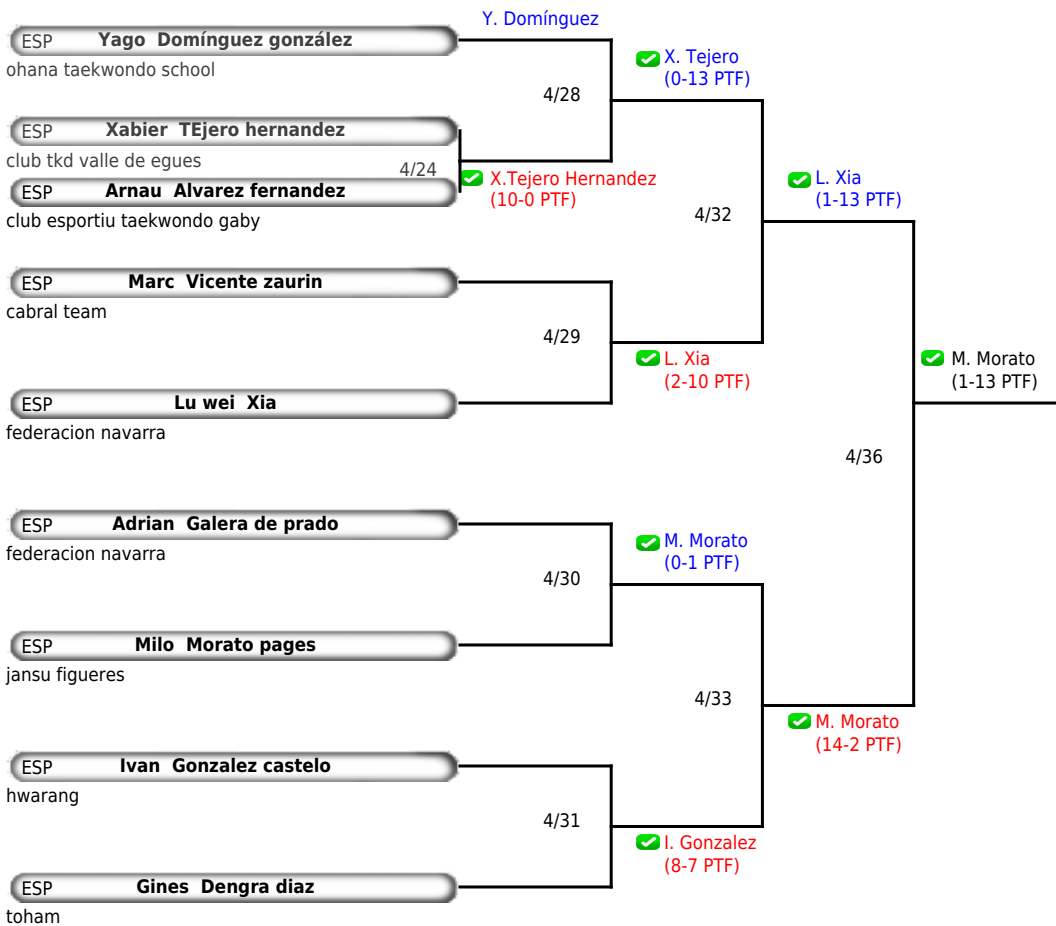 Y. Domínguez
ESP Yago Domínguez gonzález
ohana taekwondo school
X. Tejero
(0-13 PTF)
4/28
ESP Xabier TEjero hernandez
club tkd valle de egues
4/24
X.Tejero Hernandez
(10-0 PTF)
ESP Arnau Alvarez fernandez
club esportiu taekwondo gaby
L. Xia
(1-13 PTF)
4/32
ESP Marc Vicente zaurin
cabral team
4/29
L. Xia
(2-10 PTF)
M. Morato
(1-13 PTF)
ESP Lu wei Xia
federacion navarra
4/36
ESP Adrian Galera de prado
federacion navarra
M. Morato
(0-1 PTF)
4/30
ESP Milo Morato pages
jansu figueres
4/33
M. Morato
(14-2 PTF)
ESP Ivan Gonzalez castelo
hwarang
4/31
I. Gonzalez
(8-7 PTF)
ESP Gines Dengra diaz
toham